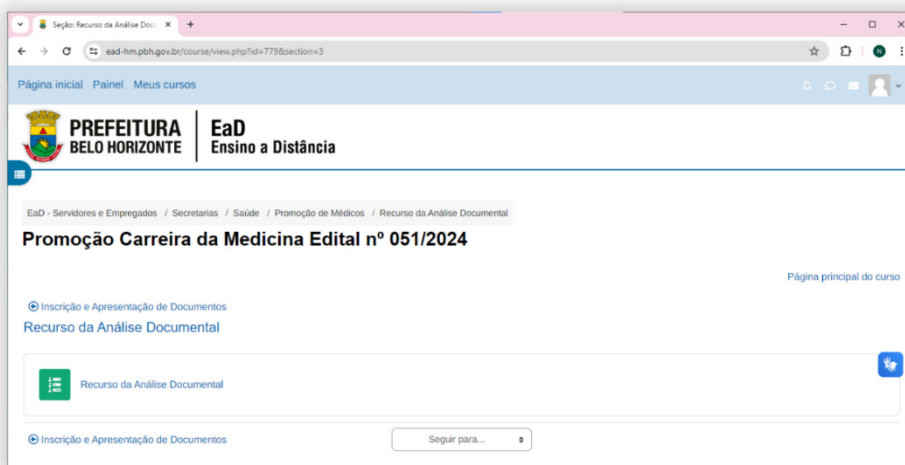 Seção: Recurso da Análise Doc
ead-hm.pbh.gov.br/course/view.php?id=779&section=3
N
Página inicial Painel Meus cursos
PREFEITURA
BELO HORIZONTE
EaD
Ensino a Distância
EaD - Servidores e Empregados / Secretarias / Saúde / Promoção de Médicos / Recurso da Análise Documental
Promoção Carreira da Medicina Edital nº 051/2024
Página principal do curso
Inscrição e Apresentação de Documentos
Recurso da Análise Documental
Recurso da Análise Documental
Inscrição e Apresentação de Documentos
Seguir para...